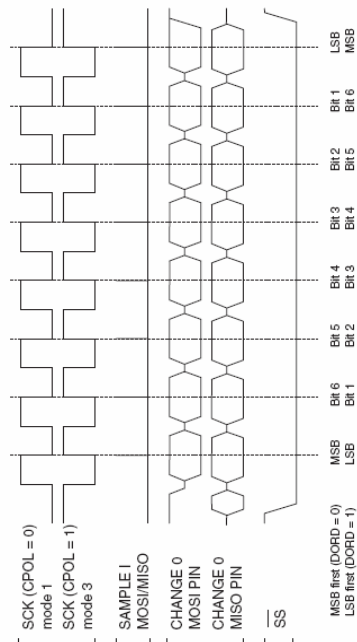 SCK (CPOL = 0)
mode 1
SCK (CPOL = 1)
mode 3
SAMPLE I
MOSI/MISO
CHANGE 0
MOSI PIN
CHANGE 0
MISO PIN
SS
MSB first (DORD = 0) MSB Bit 6 Bit 5 Bit 4 Bit 3 Bit 2 Bit 1 LSB
LSB first (DORD = 1) LSB Bit 1 Bit 2 Bit 3 Bit 4 Bit 5 Bit 6 MSB